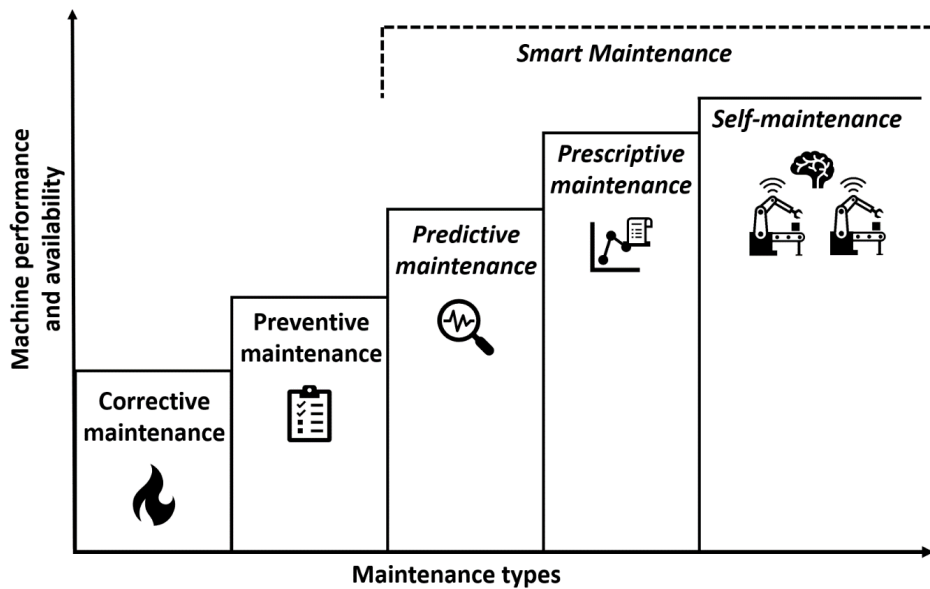 Smart Maintenance
Self-maintenance
Prescriptive
maintenance
Predictive
maintenance
Preventive
maintenance
Corrective
maintenance
Machine performance
and availability
Maintenance types